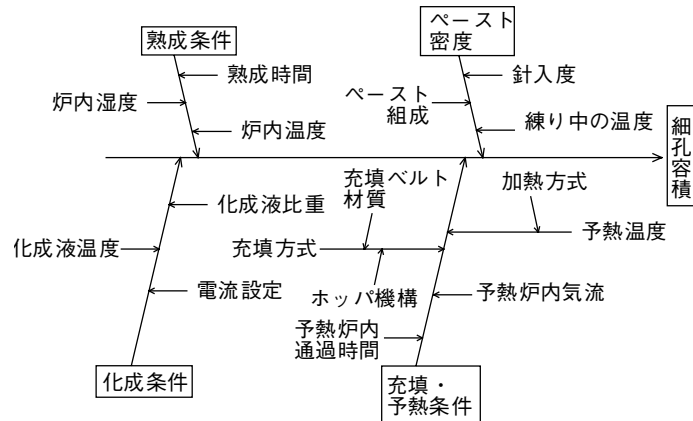 熟成条件
ペースト
密度
熟成時間
針入度
炉内湿度
ペースト
組成
炉内温度
練り中の温度
細孔容積
充填ベルト
材質
加熱方式
化成液比重
予熱温度
化成液温度
充填方式
電流設定
ホッパ機構
予熱炉内気流
予熱炉内
通過時間
化成条件
充填・
予熱条件